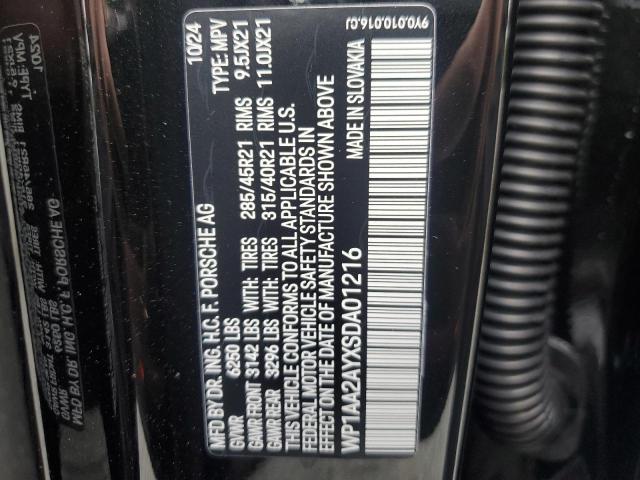 MFD BY DR. ING. H.C. F. PORSCHE AG 10/24
GVWR 6250 LBS TYPE: MPV
GAWR FRONT 3142 LBS WITH: TIRES 285/45R21 RIMS 9.5JX21
GAWR REAR 3296 LBS WITH: TIRES 315/40R21 RIMS 11.0JX21
THIS VEHICLE CONFORMS TO ALL APPLICABLE U.S.
FEDERAL MOTOR VEHICLE SAFETY STANDARDS IN
EFFECT ON THE DATE OF MANUFACTURE SHOWN ABOVE
WP1AA2AYXSDA01216 MADE IN SLOVAKIA
9Y0.010.016.CJ